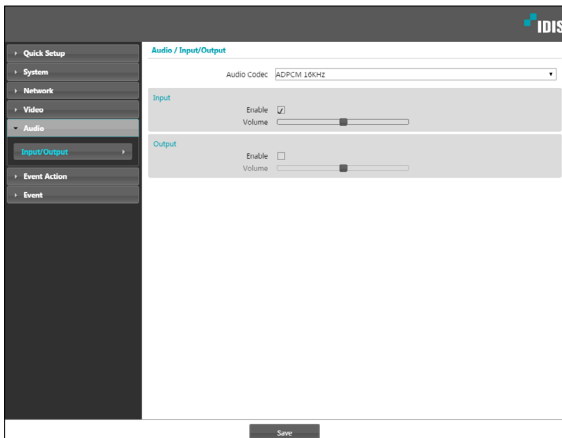 IDIS
Quick Setup
System
Network
Video
Audio
Input/Output
Event Action
Event
Audio / Input/Output
Audio Codec ADPCM 16KHz
Input
Enable
Volume
Output
Enable
Volume
Save